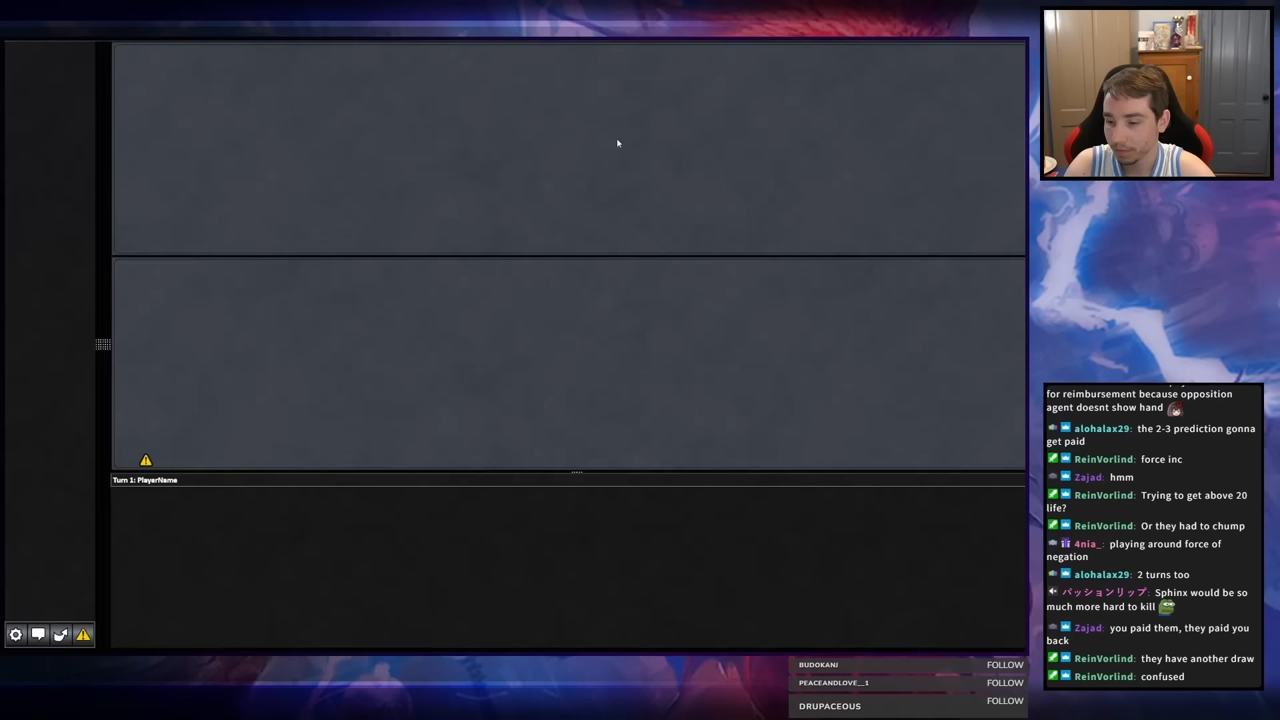 Turn 1: PlayerName
for reimbursement because opposition
agent doesnt show hand
alohalax29: the 2-3 prediction gonna
get paid
ReinVorlind: force inc
Zajad: hmm
ReinVorlind: Trying to get above 20
life?
ReinVorlind: Or they had to chump
4nia_: playing around force of
negation
alohalax29: 2 turns too
パッションリップ: Sphinx would be so
much more hard to kill
Zajad: you paid them, they paid you
back
ReinVorlind: they have another draw
ReinVorlind: confused
BUDOKANJ FOLLOW
PEACEANDLOVE__1 FOLLOW
DRUPACEOUS FOLLOW